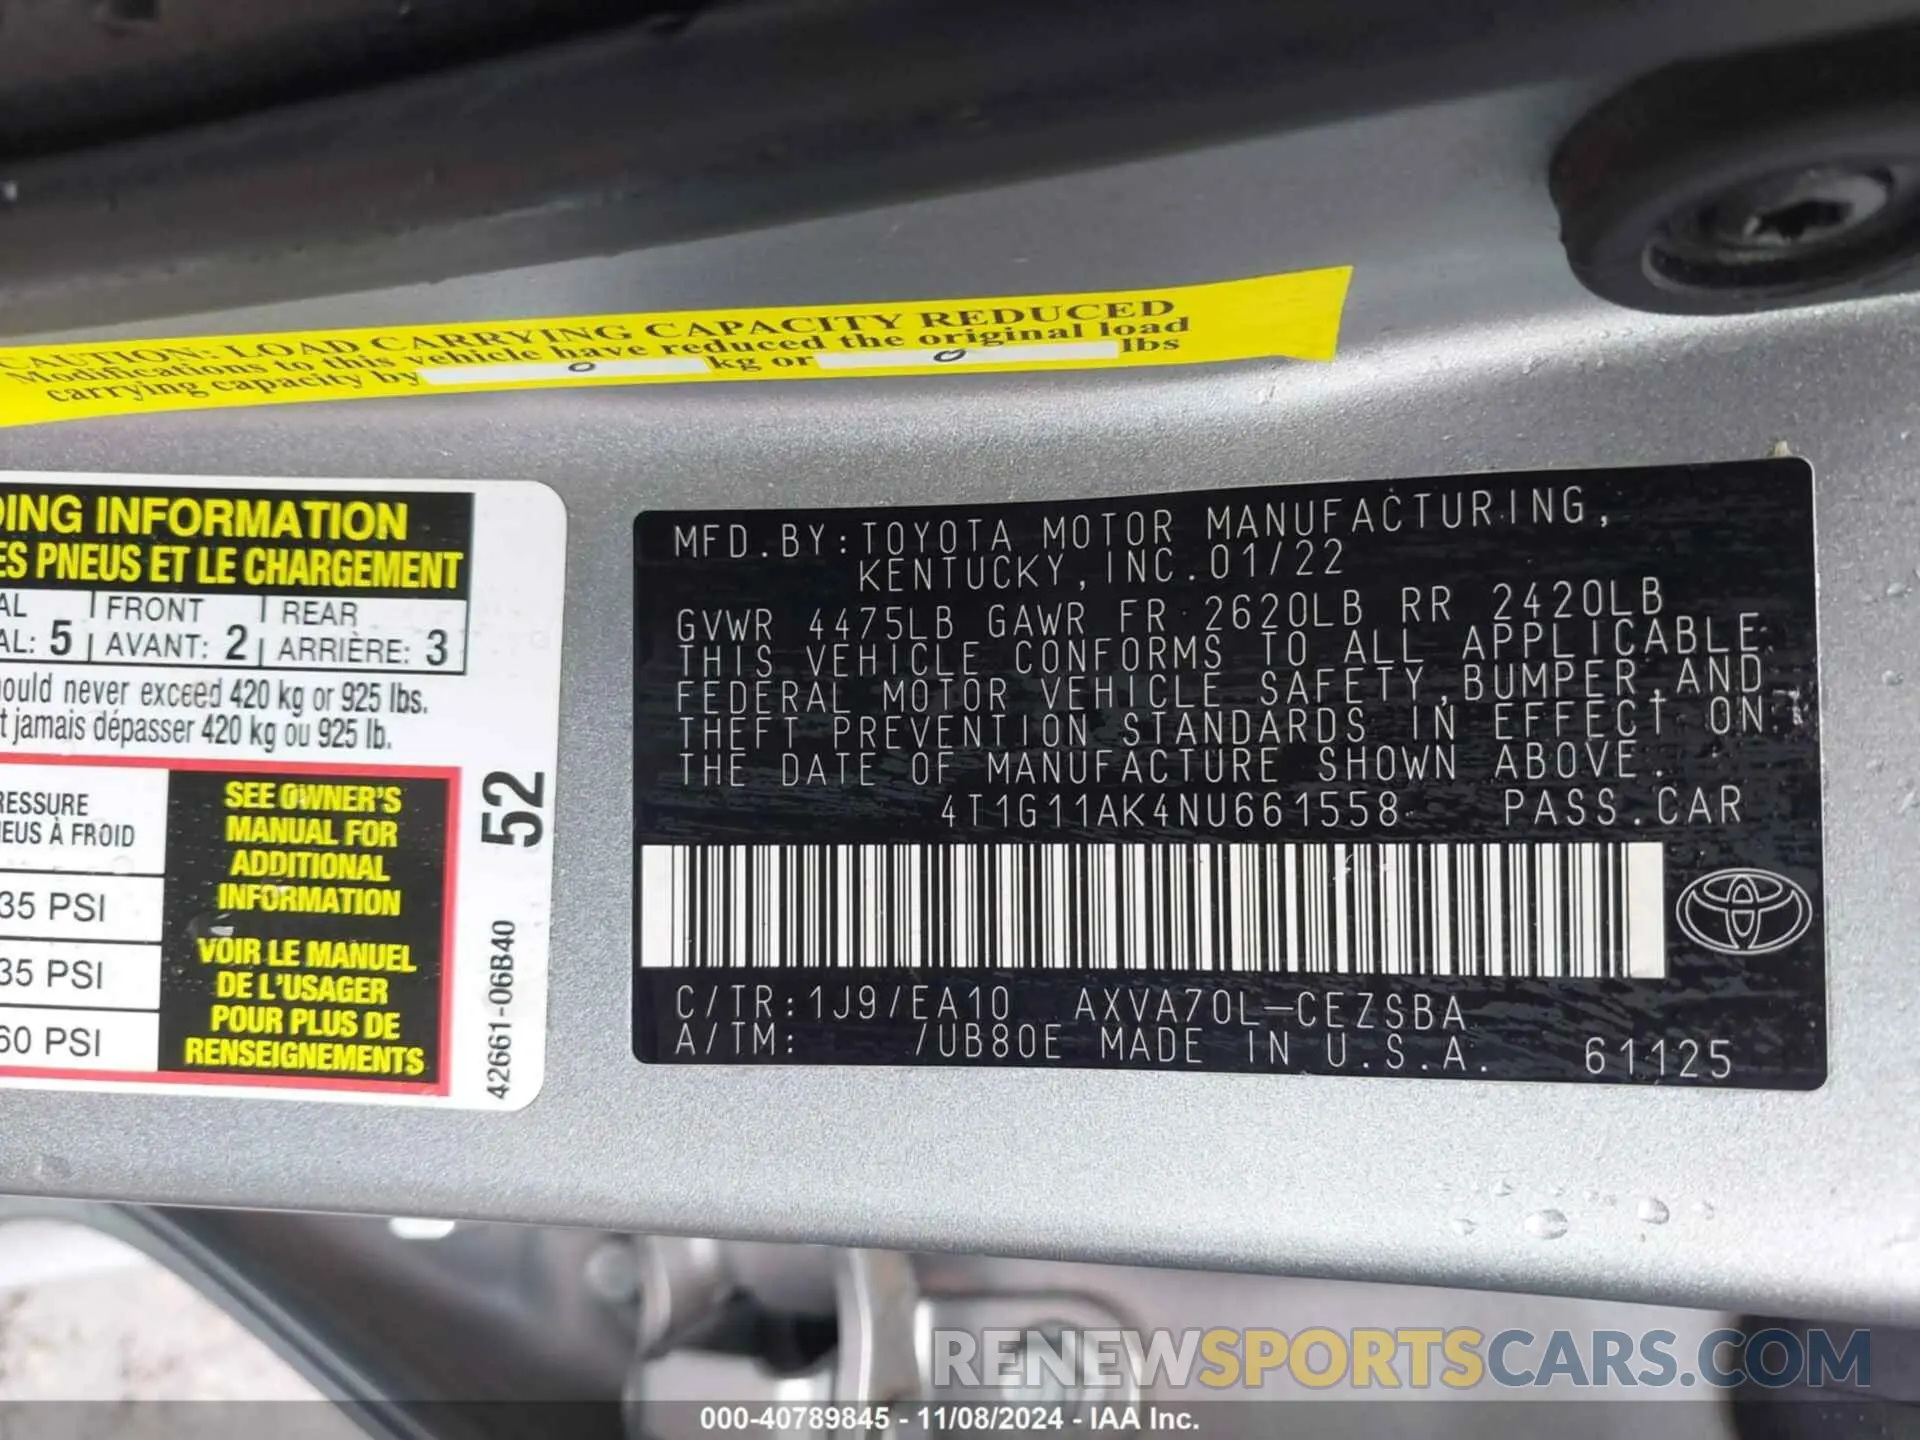 CAUTION: LOAD CARRYING CAPACITY REDUCED
Modifications to this vehicle have reduced the original load
carrying capacity by 0 kg or 0 lbs
DING INFORMATION
ES PNEUS ET LE CHARGEMENT
AL FRONT REAR
AL: 5 AVANT: 2 ARRIÈRE: 3
ould never exceed 420 kg or 925 lbs.
t jamais dépasser 420 kg ou 925 lb.
RESSURE
NEUS À FROID
35 PSI
35 PSI
60 PSI
SEE OWNER'S
MANUAL FOR
ADDITIONAL
INFORMATION
VOIR LE MANUEL
DE L'USAGER
POUR PLUS DE
RENSEIGNEMENTS
52
42661-06B40
MFD.BY:TOYOTA MOTOR MANUFACTURING,
KENTUCKY,INC.01/22
GVWR 4475LB GAWR FR 2620LB RR 2420LB
THIS VEHICLE CONFORMS TO ALL APPLICABLE
FEDERAL MOTOR VEHICLE SAFETY,BUMPER,AND
THEFT PREVENTION STANDARDS IN EFFECT ON
THE DATE OF MANUFACTURE SHOWN ABOVE.
4T1G11AK4NU661558 PASS.CAR
C/TR:1J9/EA10 AXVA70L-CEZSBA
A/TM: /UB80E MADE IN U.S.A. 61125
RENEWSPORTSCARS.COM
000-40789845 - 11/08/2024 - IAA Inc.